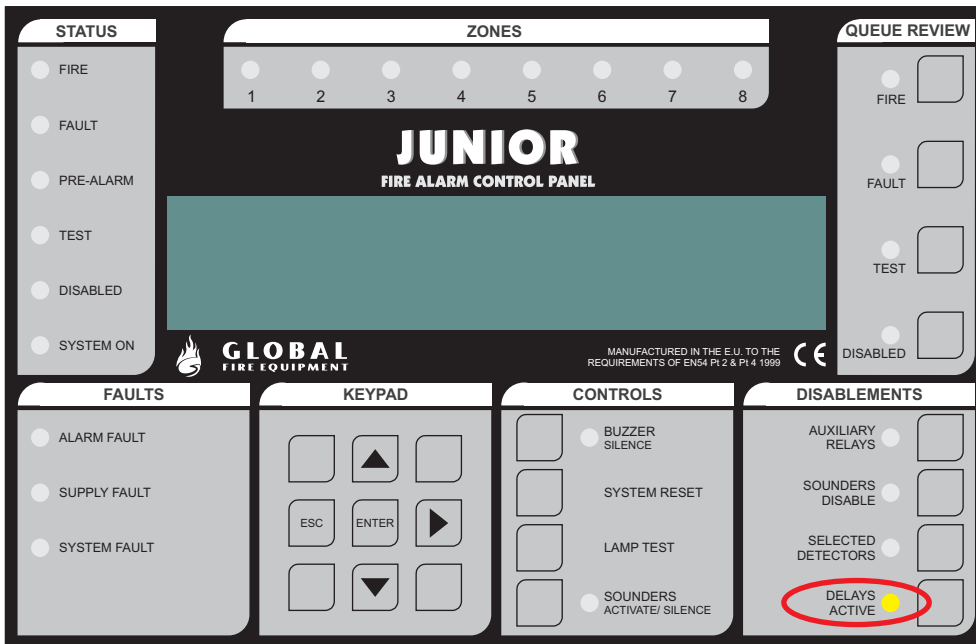 STATUS
FIRE
FAULT
PRE-ALARM
TEST
DISABLED
SYSTEM ON
ZONES
1 2 3 4 5 6 7 8
JUNIOR
FIRE ALARM CONTROL PANEL
GLOBAL
FIRE EQUIPMENT
MANUFACTURED IN THE E.U. TO THE
REQUIREMENTS OF EN54 Pt 2 & Pt 4 1999
CE
QUEUE REVIEW
FIRE
FAULT
TEST
DISABLED
FAULTS
ALARM FAULT
SUPPLY FAULT
SYSTEM FAULT
KEYPAD
ESC ENTER
CONTROLS
BUZZER
SILENCE
SYSTEM RESET
LAMP TEST
SOUNDERS
ACTIVATE/ SILENCE
DISABLEMENTS
AUXILIARY
RELAYS
SOUNDERS
DISABLE
SELECTED
DETECTORS
DELAYS
ACTIVE